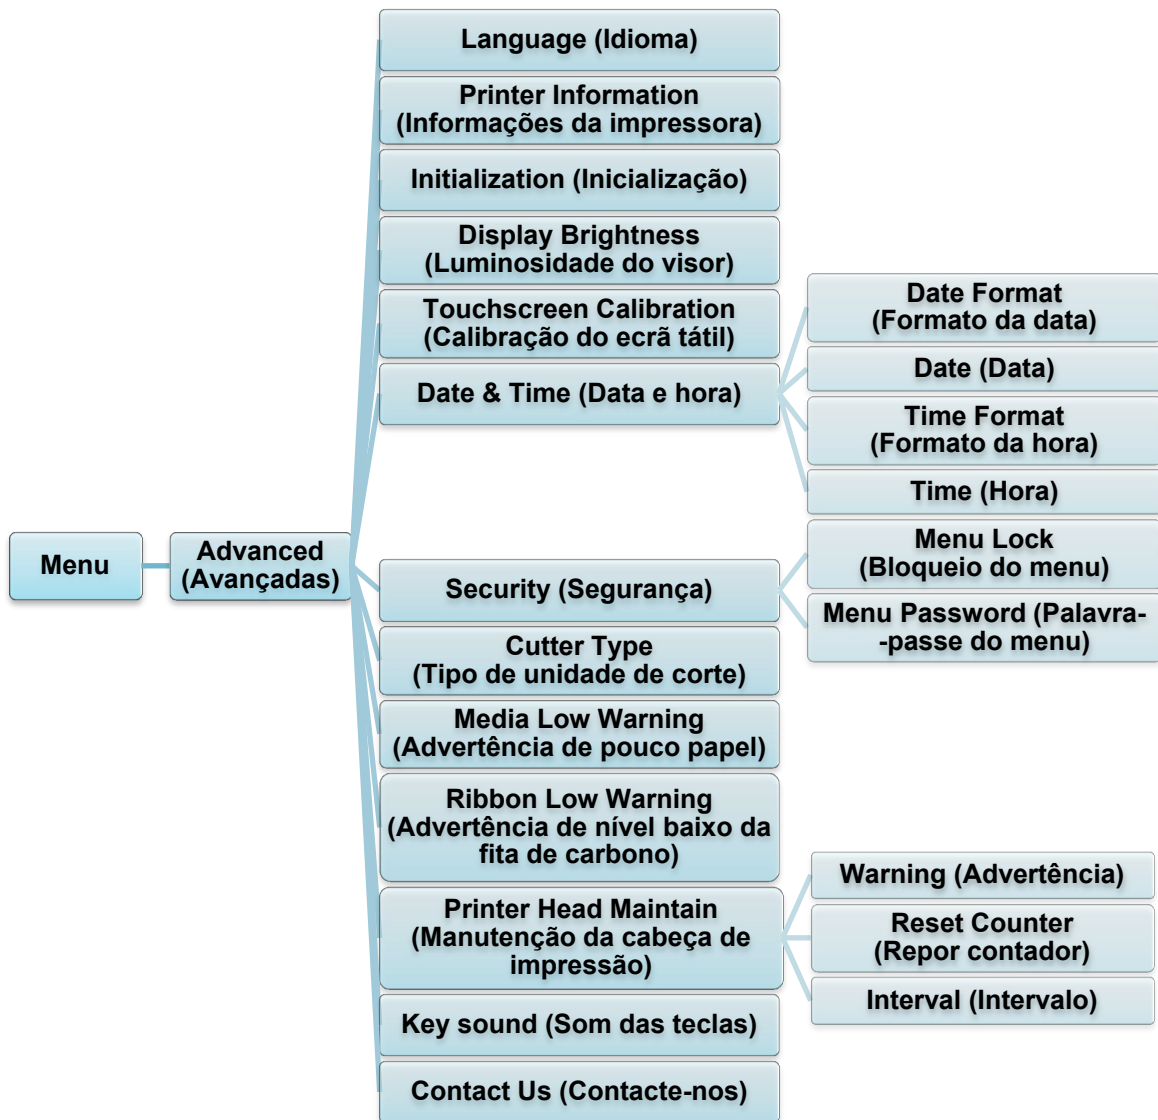 Menu
Advanced
(Avançadas)
Language (Idioma)
Printer Information
(Informações da impressora)
Initialization (Inicialização)
Display Brightness
(Luminosidade do visor)
Touchscreen Calibration
(Calibração do ecrã tátil)
Date & Time (Data e hora)
Date Format
(Formato da data)
Date (Data)
Time Format
(Formato da hora)
Time (Hora)
Security (Segurança)
Menu Lock
(Bloqueio do menu)
Menu Password (Palavra-
-passe do menu)
Cutter Type
(Tipo de unidade de corte)
Media Low Warning
(Advertência de pouco papel)
Ribbon Low Warning
(Advertência de nível baixo da
fita de carbono)
Printer Head Maintain
(Manutenção da cabeça de
impressão)
Warning (Advertência)
Reset Counter
(Repor contador)
Interval (Intervalo)
Key sound (Som das teclas)
Contact Us (Contacte-nos)